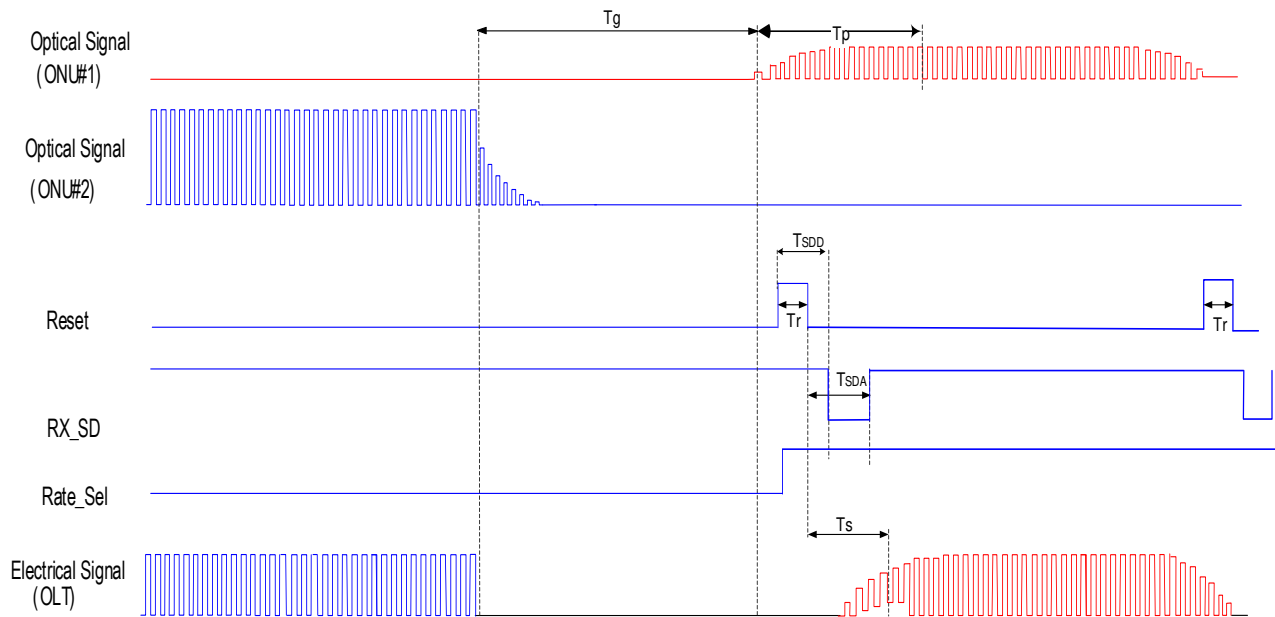 Tg
Optical Signal
(ONU#1)
Tp
Optical Signal
(ONU#2)
TSDD
Reset
Tr
Tr
TSDA
RX_SD
Rate_Sel
Ts
Electrical Signal
(OLT)